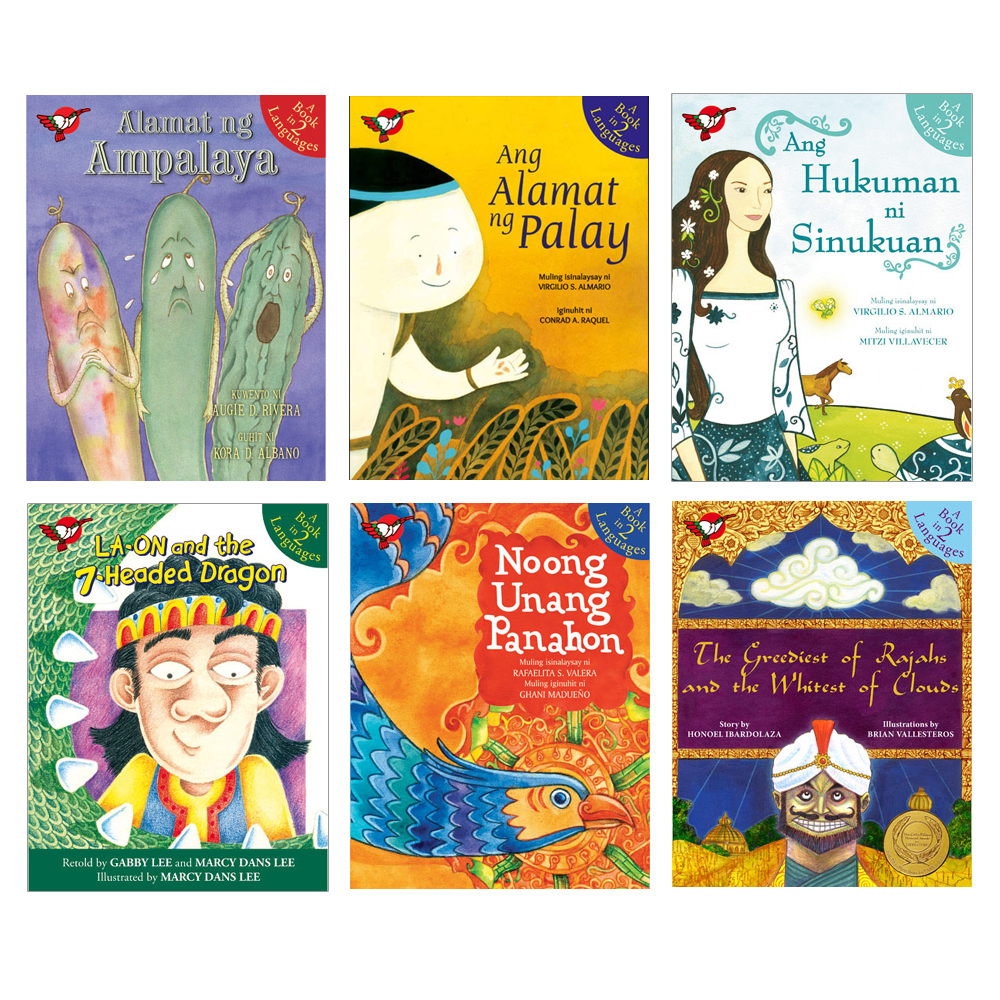 A
Book
in 2
Languages
Alamat ng
Ampalaya
KUWENTO NI
AUGIE D. RIVERA
GUHIT NI
KORA D. ALBANO
A
Book
in 2
Languages
Ang
Alamat
ng Palay
Muling isinalaysay ni
VIRGILIO S. ALMARIO
Iginuhit ni
CONRAD A. RAQUEL
A
Book
in 2
Languages
Ang
Hukuman
ni
Sinukuan
Muling isinalaysay ni
VIRGILIO S. ALMARIO
Muling iginuhit ni
MITZI VILLAVECER
A
Book
in 2
Languages
LA-ON and the
7-Headed Dragon
Retold by GABBY LEE and MARCY DANS LEE
Illustrated by MARCY DANS LEE
A
Book
in 2
Languages
Noong
Unang
Panahon
Muling isinalaysay ni
RAFAELITA S. VALERA
Muling iginuhit ni
GHANI MADUEÑO
A
Book
in 2
Languages
The Greediest of Rajahs
and the Whitest of Clouds
Story by
HONOEL IBARDOLAZA
Illustrations by
BRIAN VALLESTEROS